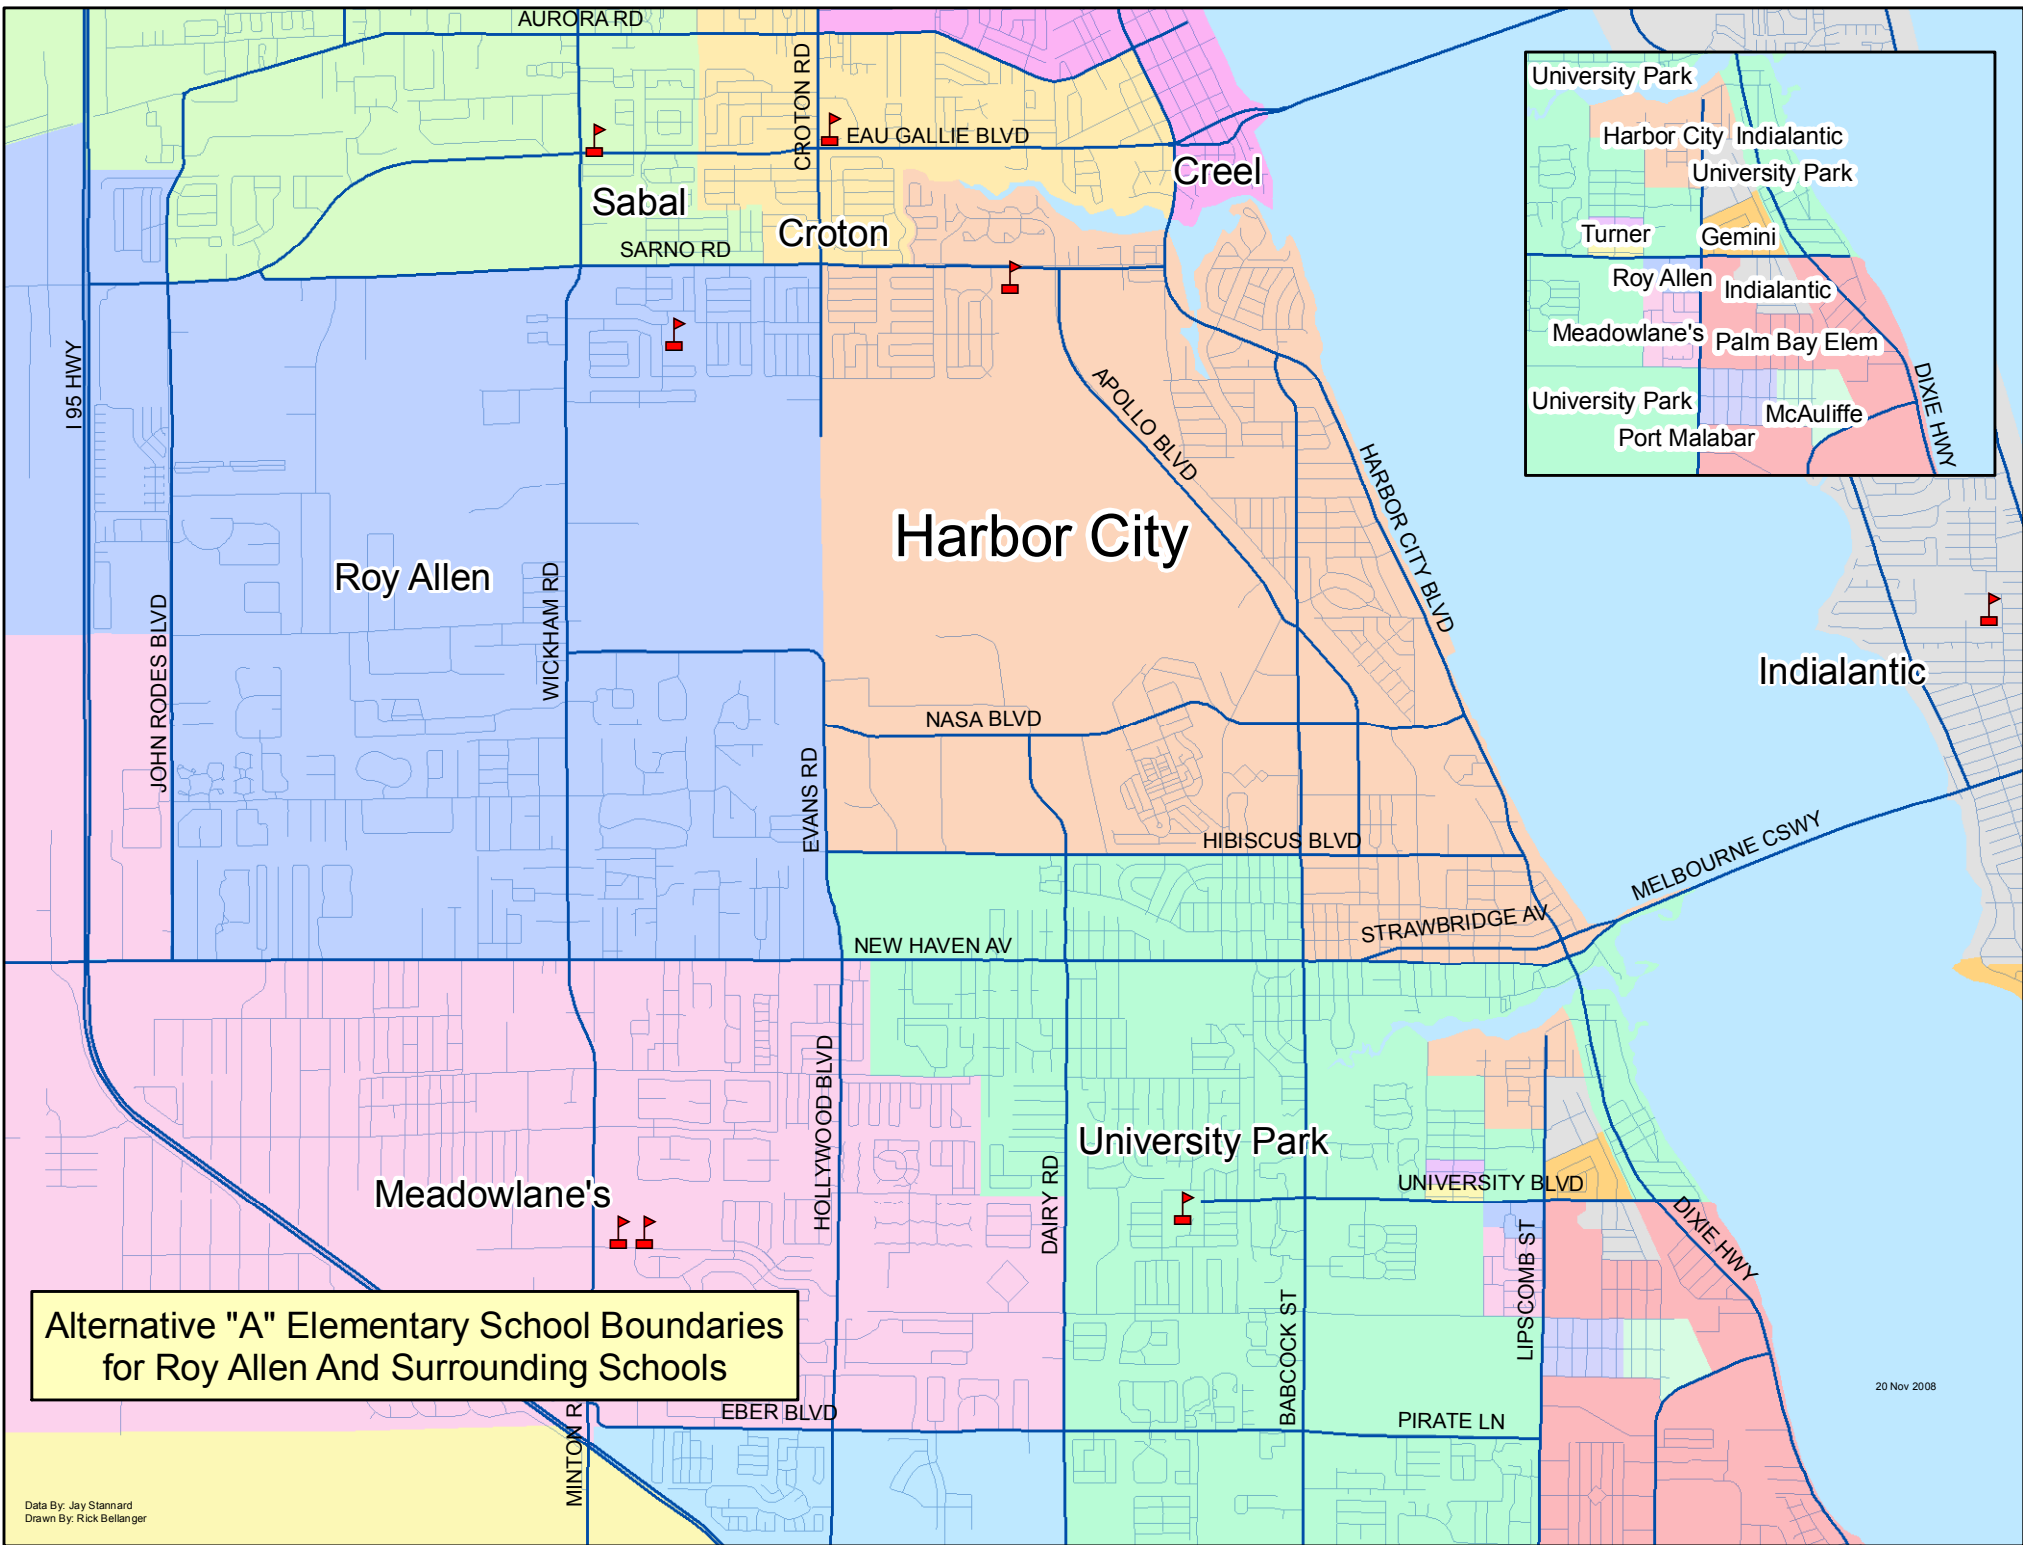 AURORA RD
CROTON RD
EAU GALLIE BLVD
Creel
Sabal
Croton
SARNO RD
I 95 HWY
APOLLO BLVD
HARBOR CITY BLVD
Harbor City
Roy Allen
WICKHAM RD
JOHN RODES BLVD
Indialantic
NASA BLVD
EVANS RD
HIBISCUS BLVD
MELBOURNE CSWY
STRAWBRIDGE AV
NEW HAVEN AV
HOLLYWOOD BLVD
University Park
DAIRY RD
UNIVERSITY BLVD
Meadowlane's
DIXIE HWY
LIPSCOMB ST
BABCOCK ST
Alternative "A" Elementary School Boundaries
for Roy Allen And Surrounding Schools
EBER BLVD
PIRATE LN
MINTON R
20 Nov 2008
Data By: Jay Stannard
Drawn By: Rick Bellanger
University Park
Harbor City
Indialantic
University Park
Turner
Gemini
Roy Allen
Indialantic
Meadowlane's
Palm Bay Elem
University Park
McAuliffe
Port Malabar
DIXIE HWY